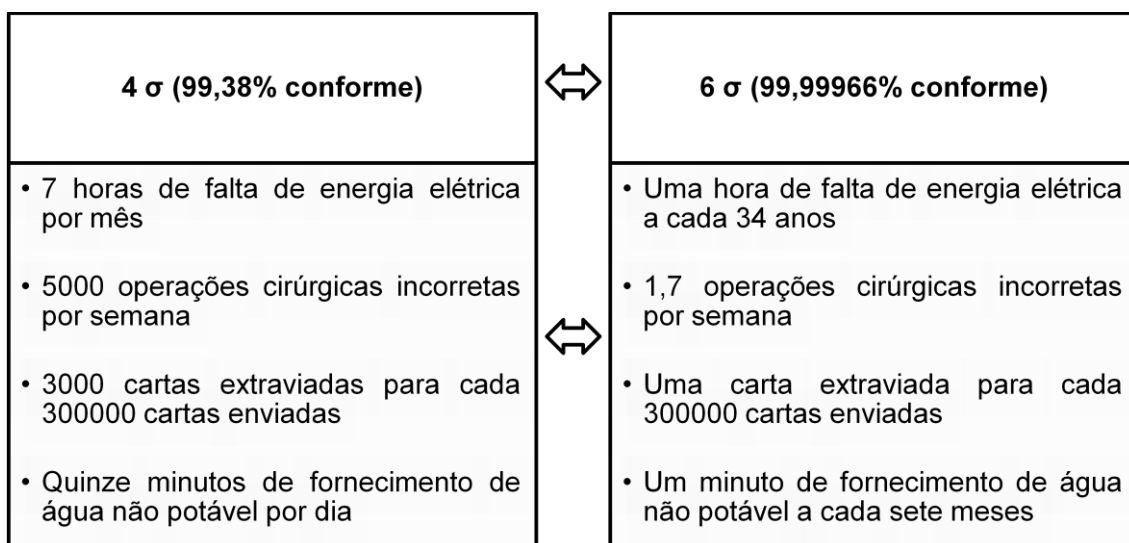 4 σ (99,38% conforme)
6 σ (99,99966% conforme)
• 7 horas de falta de energia elétrica
por mês
• 5000 operações cirúrgicas incorretas
por semana
• 3000 cartas extraviadas para cada
300000 cartas enviadas
• Quinze minutos de fornecimento de
água não potável por dia
• Uma hora de falta de energia elétrica
a cada 34 anos
• 1,7 operações cirúrgicas incorretas
por semana
• Uma carta extraviada para cada
300000 cartas enviadas
• Um minuto de fornecimento de água
não potável a cada sete meses